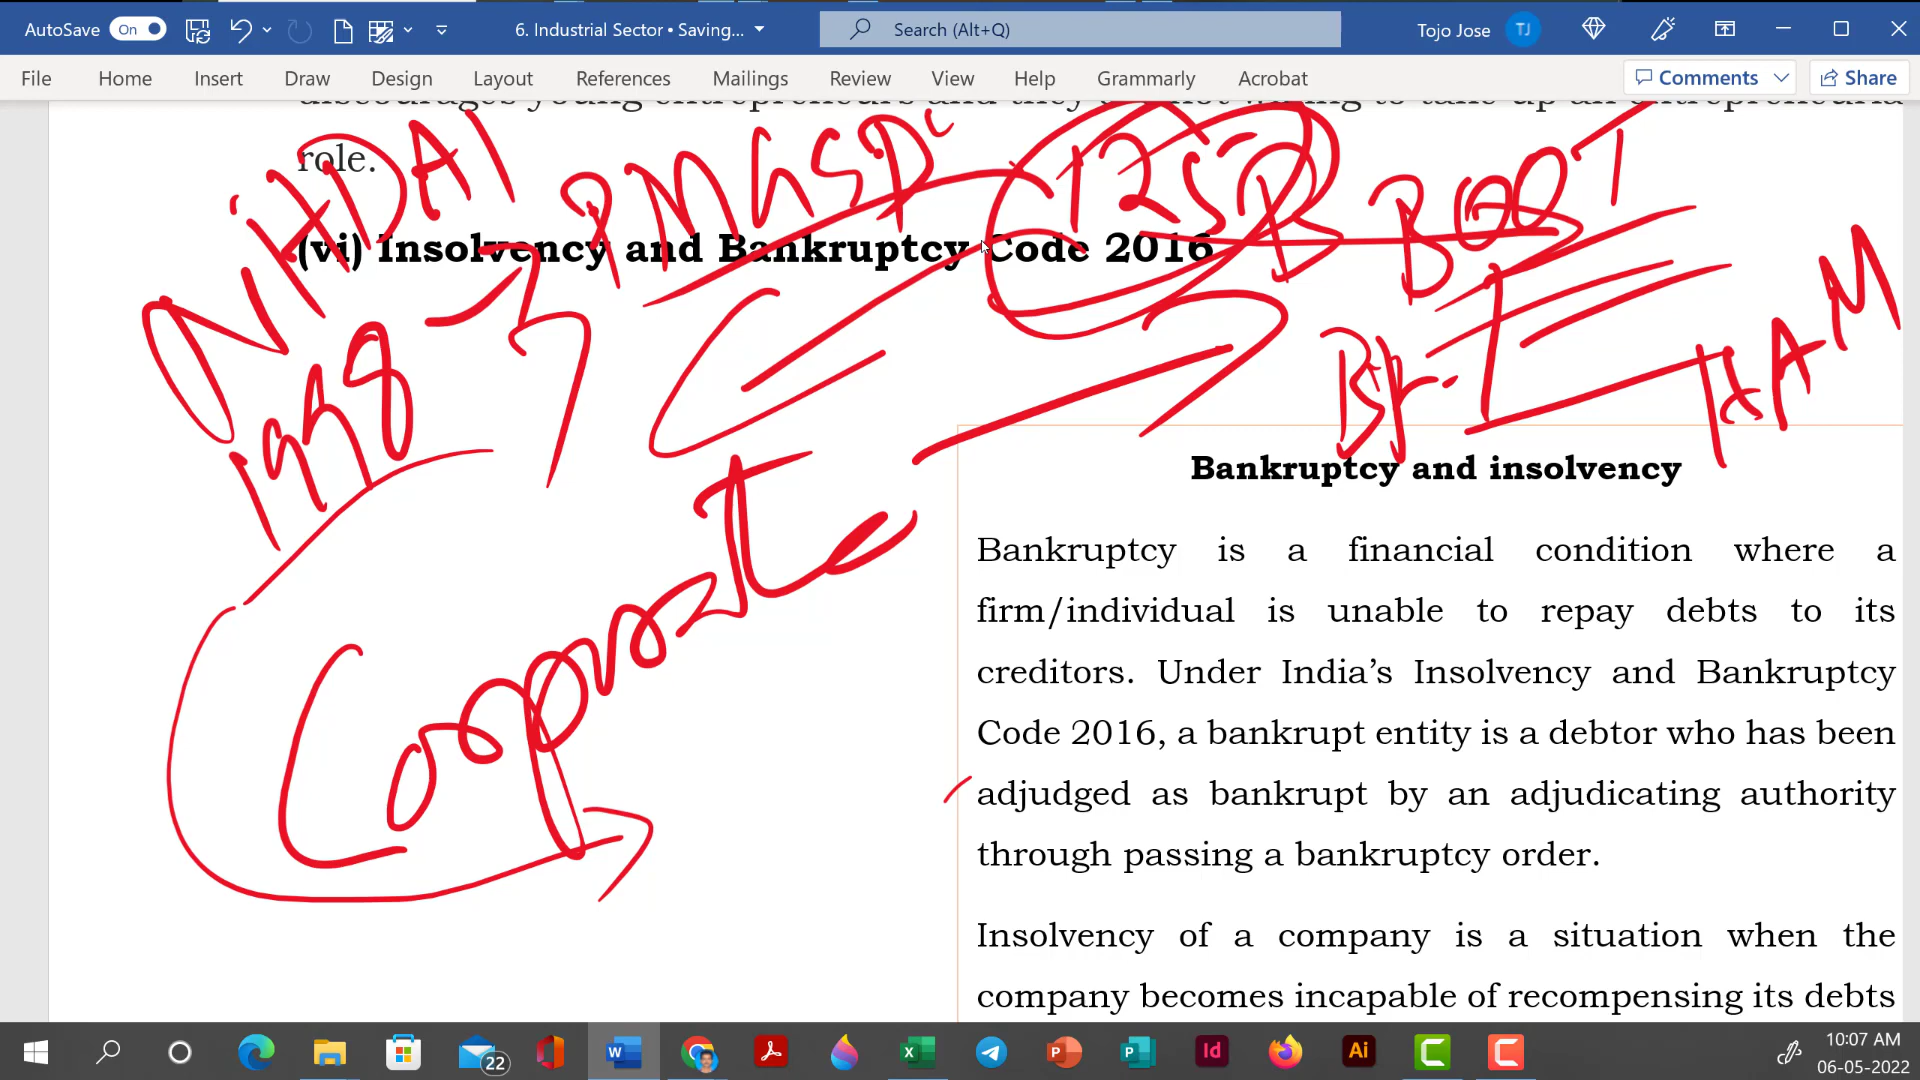 AutoSave On 6. Industrial Sector • Saving... Search (Alt+Q) Tojo Jose TJ
File Home Insert Draw Design Layout References Mailings Review View Help Grammarly Acrobat Comments Share
role.
(vi) Insolvency and Bankruptcy Code 2016
BOOT
HAM
Corporate
Bankruptcy and insolvency
Bankruptcy is a financial condition where a
firm/individual is unable to repay debts to its
creditors. Under India’s Insolvency and Bankruptcy
Code 2016, a bankrupt entity is a debtor who has been
adjudged as bankrupt by an adjudicating authority
through passing a bankruptcy order.
Insolvency of a company is a situation when the
company becomes incapable of recompensing its debts
22
10:07 AM
06-05-2022